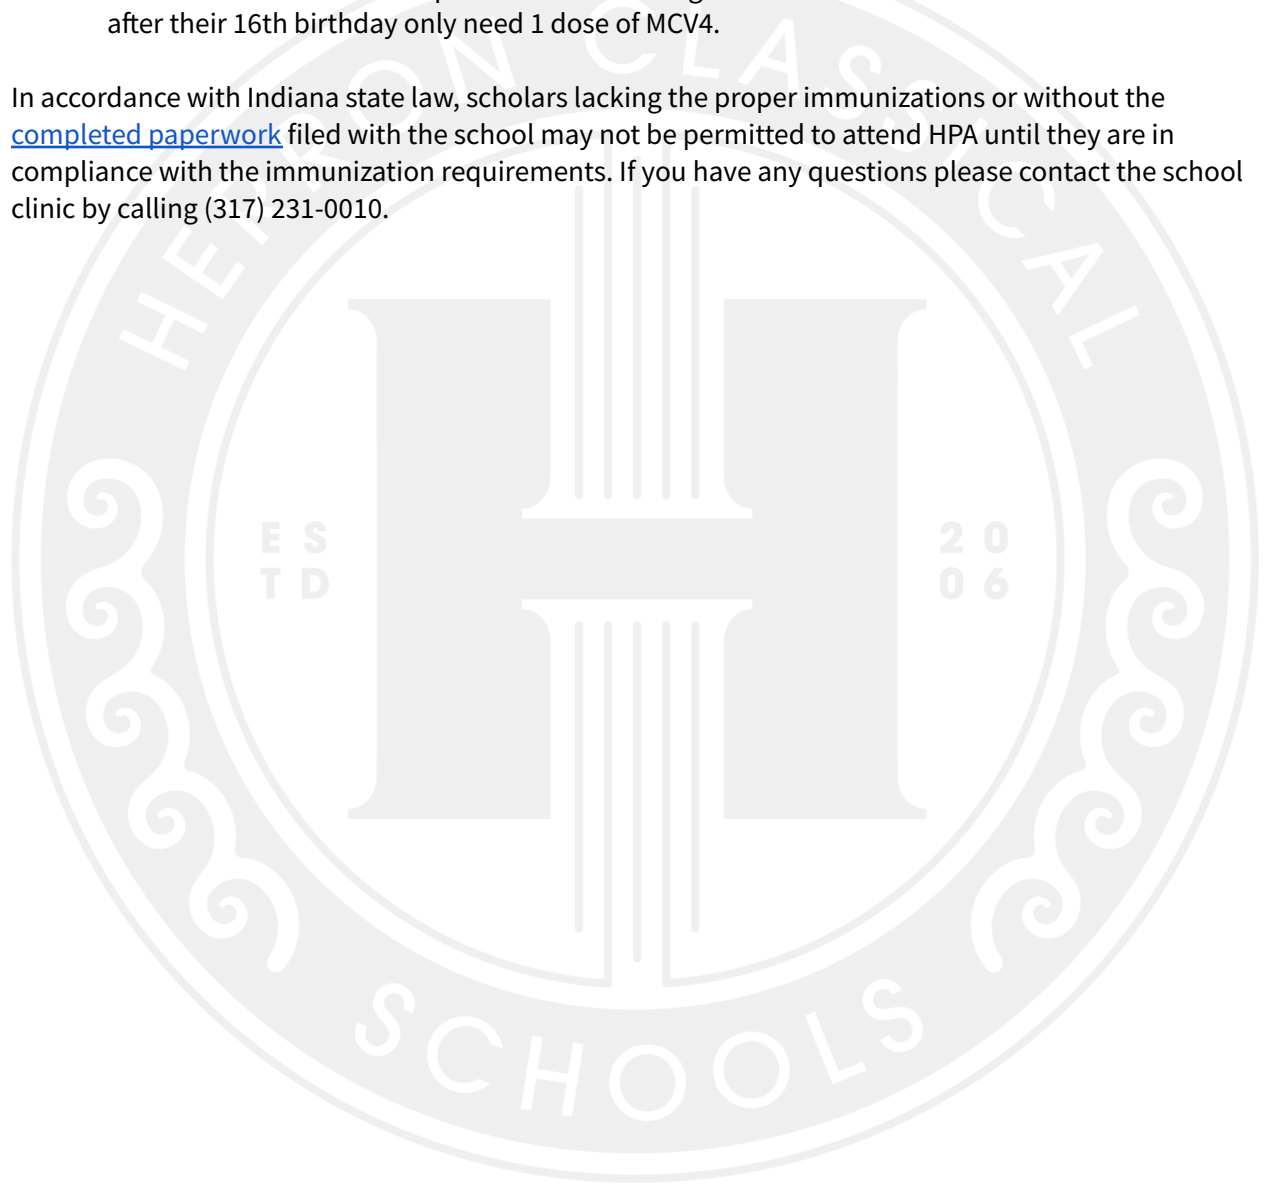 after their 16th birthday only need 1 dose of MCV4.
In accordance with Indiana state law, scholars lacking the proper immunizations or without the
completed paperwork filed with the school may not be permitted to attend HPA until they are in
compliance with the immunization requirements. If you have any questions please contact the school
clinic by calling (317) 231-0010.
HERRON CLASSICAL
ES
TD
20
06
SCHOOLS